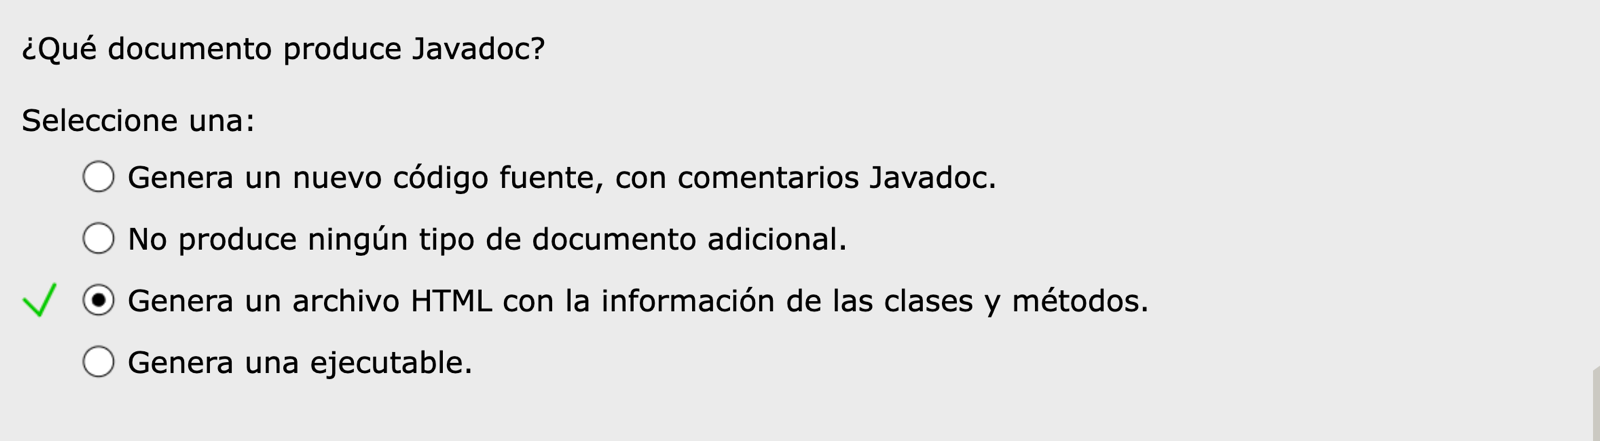 ¿Qué documento produce Javadoc?
Seleccione una:
Genera un nuevo código fuente, con comentarios Javadoc.
No produce ningún tipo de documento adicional.
Genera un archivo HTML con la información de las clases y métodos.
Genera una ejecutable.